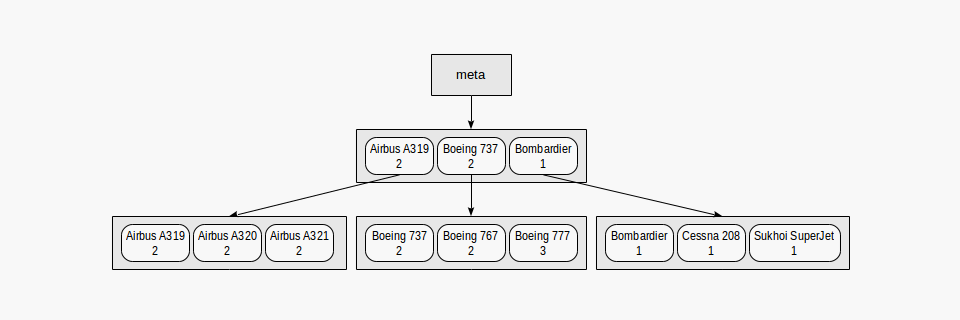 meta
Airbus A319 Boeing 737 Bombardier
2 2 1
Airbus A319 Airbus A320 Airbus A321 Boeing 737 Boeing 767 Boeing 777 Bombardier Cessna 208 Sukhoi SuperJet
2 2 2 2 2 3 1 1 1